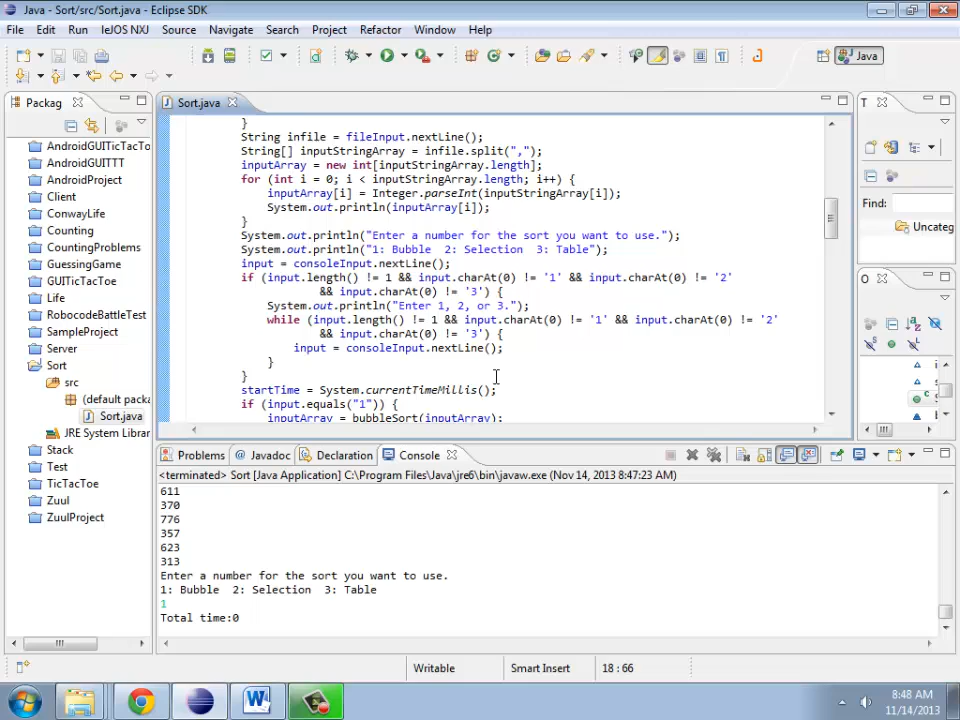 Java - Sort/src/Sort.java - Eclipse SDK
File Edit Run LeJOS NXJ Source Navigate Search Project Refactor Window Help
Java
Packag
AndroidGUITicTacTo
AndroidGUITTT
AndroidProject
Client
ConwayLife
Counting
CountingProblems
GuessingGame
GUITicTacToe
Life
RobocodeBattleTest
SampleProject
Server
Sort
src
(default packa
Sort.java
JRE System Librar
Stack
Test
TicTacToe
Zuul
ZuulProject
Sort.java
}
String infile = fileInput.nextLine();
String[] inputStringArray = infile.split(",");
inputArray = new int[inputStringArray.length];
for (int i = 0; i < inputStringArray.length; i++) {
inputArray[i] = Integer.parseInt(inputStringArray[i]);
System.out.println(inputArray[i]);
}
System.out.println("Enter a number for the sort you want to use.");
System.out.println("1: Bubble  2: Selection  3: Table");
input = consoleInput.nextLine();
if (input.length() != 1 && input.charAt(0) != '1' && input.charAt(0) != '2'
&& input.charAt(0) != '3') {
System.out.println("Enter 1, 2, or 3.");
while (input.length() != 1 && input.charAt(0) != '1' && input.charAt(0) != '2'
&& input.charAt(0) != '3') {
input = consoleInput.nextLine();
}
}
startTime = System.currentTimeMillis();
if (input.equals("1")) {
inputArray = bubbleSort(inputArray);
T
Find:
Uncateg
O
Problems @ Javadoc Declaration Console
<terminated> Sort [Java Application] C:\Program Files\Java\jre6\bin\javaw.exe (Nov 14, 2013 8:47:23 AM)
611
370
776
357
623
313
Enter a number for the sort you want to use.
1: Bubble  2: Selection  3: Table
1
Total time:0
Writable Smart Insert 18 : 66
8:48 AM
11/14/2013